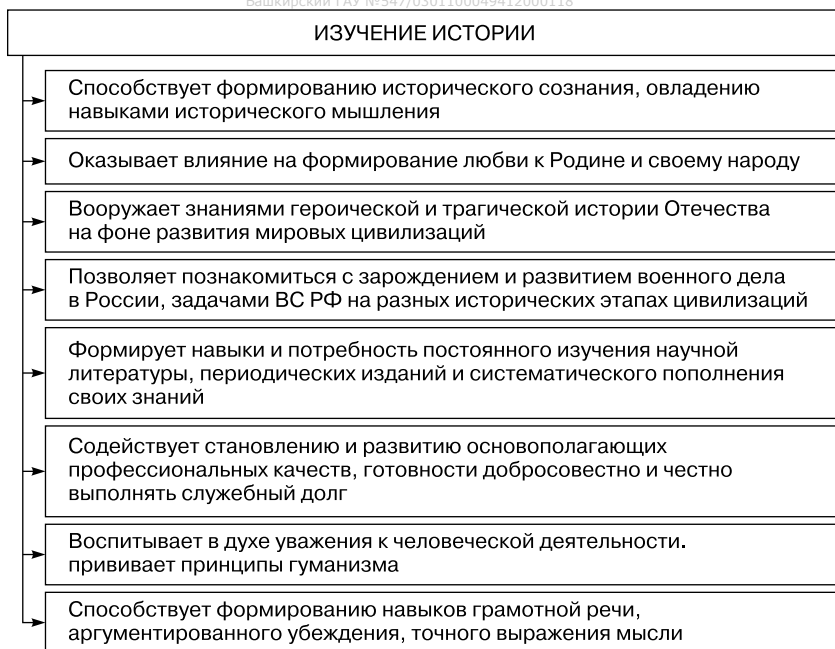 Башкирский ГАУ №547/0301100049412000118
ИЗУЧЕНИЕ ИСТОРИИ
Способствует формированию исторического сознания, овладению
навыками исторического мышления
Оказывает влияние на формирование любви к Родине и своему народу
Вооружает знаниями героической и трагической истории Отечества
на фоне развития мировых цивилизаций
Позволяет познакомиться с зарождением и развитием военного дела
в России, задачами ВС РФ на разных исторических этапах цивилизаций
Формирует навыки и потребность постоянного изучения научной
литературы, периодических изданий и систематического пополнения
своих знаний
Содействует становлению и развитию основополагающих
профессиональных качеств, готовности добросовестно и честно
выполнять служебный долг
Воспитывает в духе уважения к человеческой деятельности.
прививает принципы гуманизма
Способствует формированию навыков грамотной речи,
аргументированного убеждения, точного выражения мысли